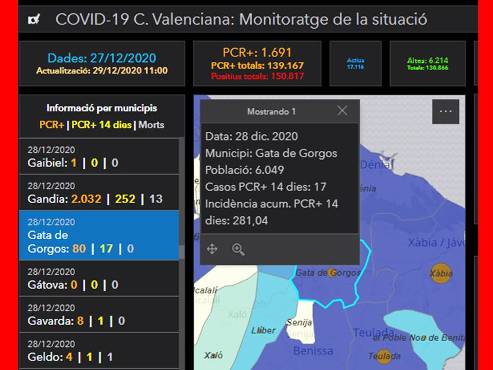 COVID-19 C. Valenciana: Monitoratge de la situació
Dades: 27/12/2020
Actualització: 29/12/2020 11:00
PCR+: 1.691
PCR+ totals: 139.167
Positius totals: 150.817
Actius
17.116
Altes: 6.214
Totals: 138.866
Informació per municipis
PCR+ | PCR+ 14 dies | Morts
28/12/2020
Gaibiel: 1 | 0 | 0
28/12/2020
Gandia: 2.032 | 252 | 13
28/12/2020
Gata de
Gorgos: 80 | 17 | 0
28/12/2020
Gátova: 0 | 0 | 0
28/12/2020
Gavarda: 8 | 1 | 0
28/12/2020
Geldo: 4 | 1 | 1
Mostrando 1
Data: 28 dic. 2020
Municipi: Gata de Gorgos
Població: 6.049
Casos PCR+ 14 dies: 17
Incidència acum. PCR+ 14
dies: 281,04
Dénia
Dénia
Xàbia / Jáv
Xàbia
Gata de Gorgos
Xaló
Llíber
Senija
Xaló
Benissa
Teulada
el Poble Nou de Benit
Teulada